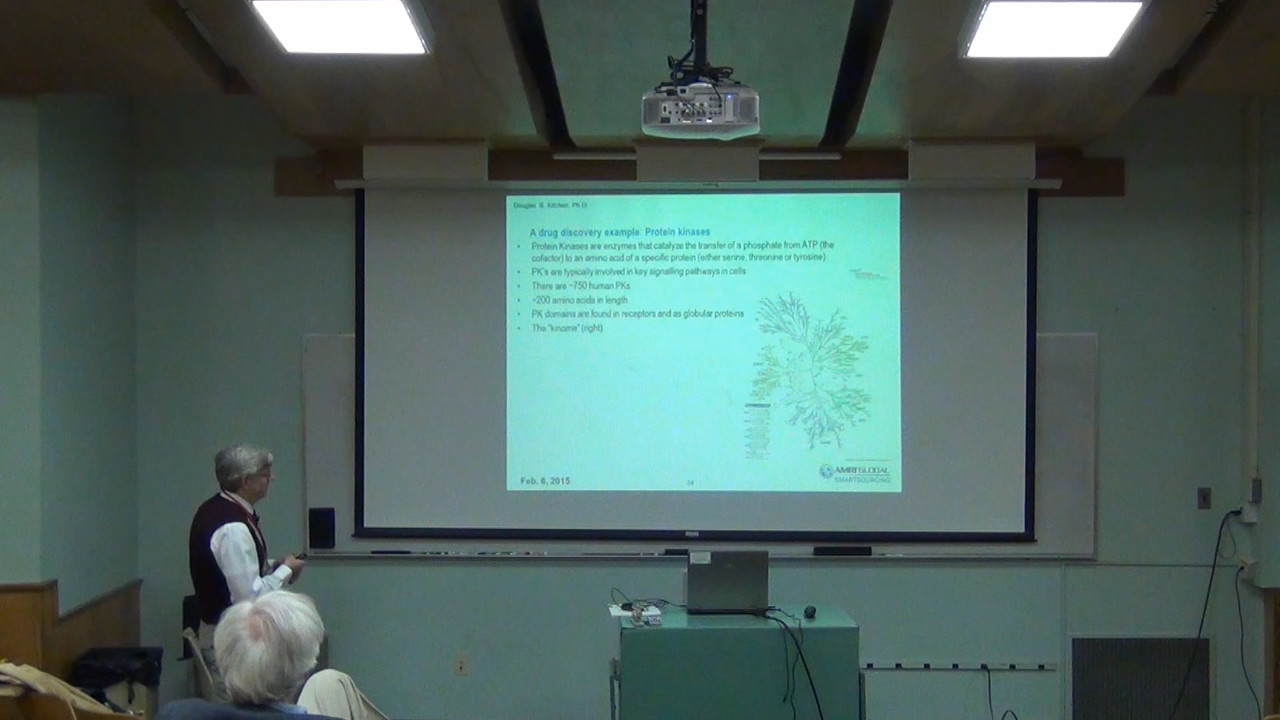 Douglas B. Kitchen, Ph.D.
A drug discovery example: Protein kinases
• Protein Kinases are enzymes that catalyze the transfer of a phosphate from ATP (the
cofactor) to an amino acid of a specific protein (either serine, threonine or tyrosine)
• PK's are typically involved in key signalling pathways in cells
• There are ~750 human PKs
• ~200 amino acids in length
• PK domains are found in receptors and as globular proteins
• The "kinome" (right)
Feb. 6, 2015
AMRI GLOBAL
SMARTSOURCING